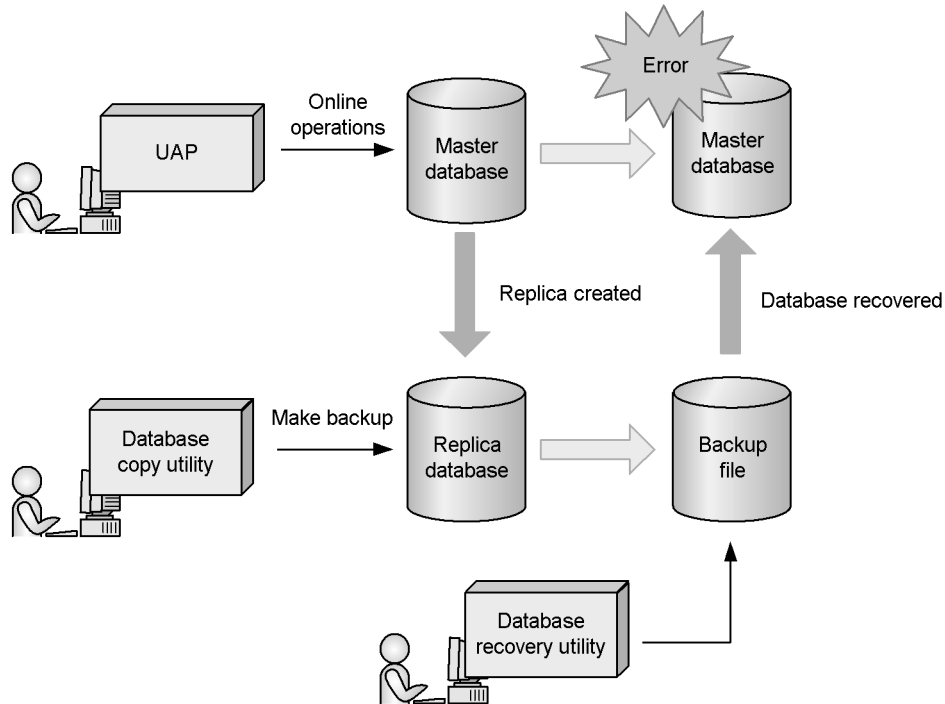 Error
Online
operations
UAP
Master
database
Master
database
Replica created
Database recovered
Make backup
Database
copy utility
Replica
database
Backup
file
Database
recovery utility